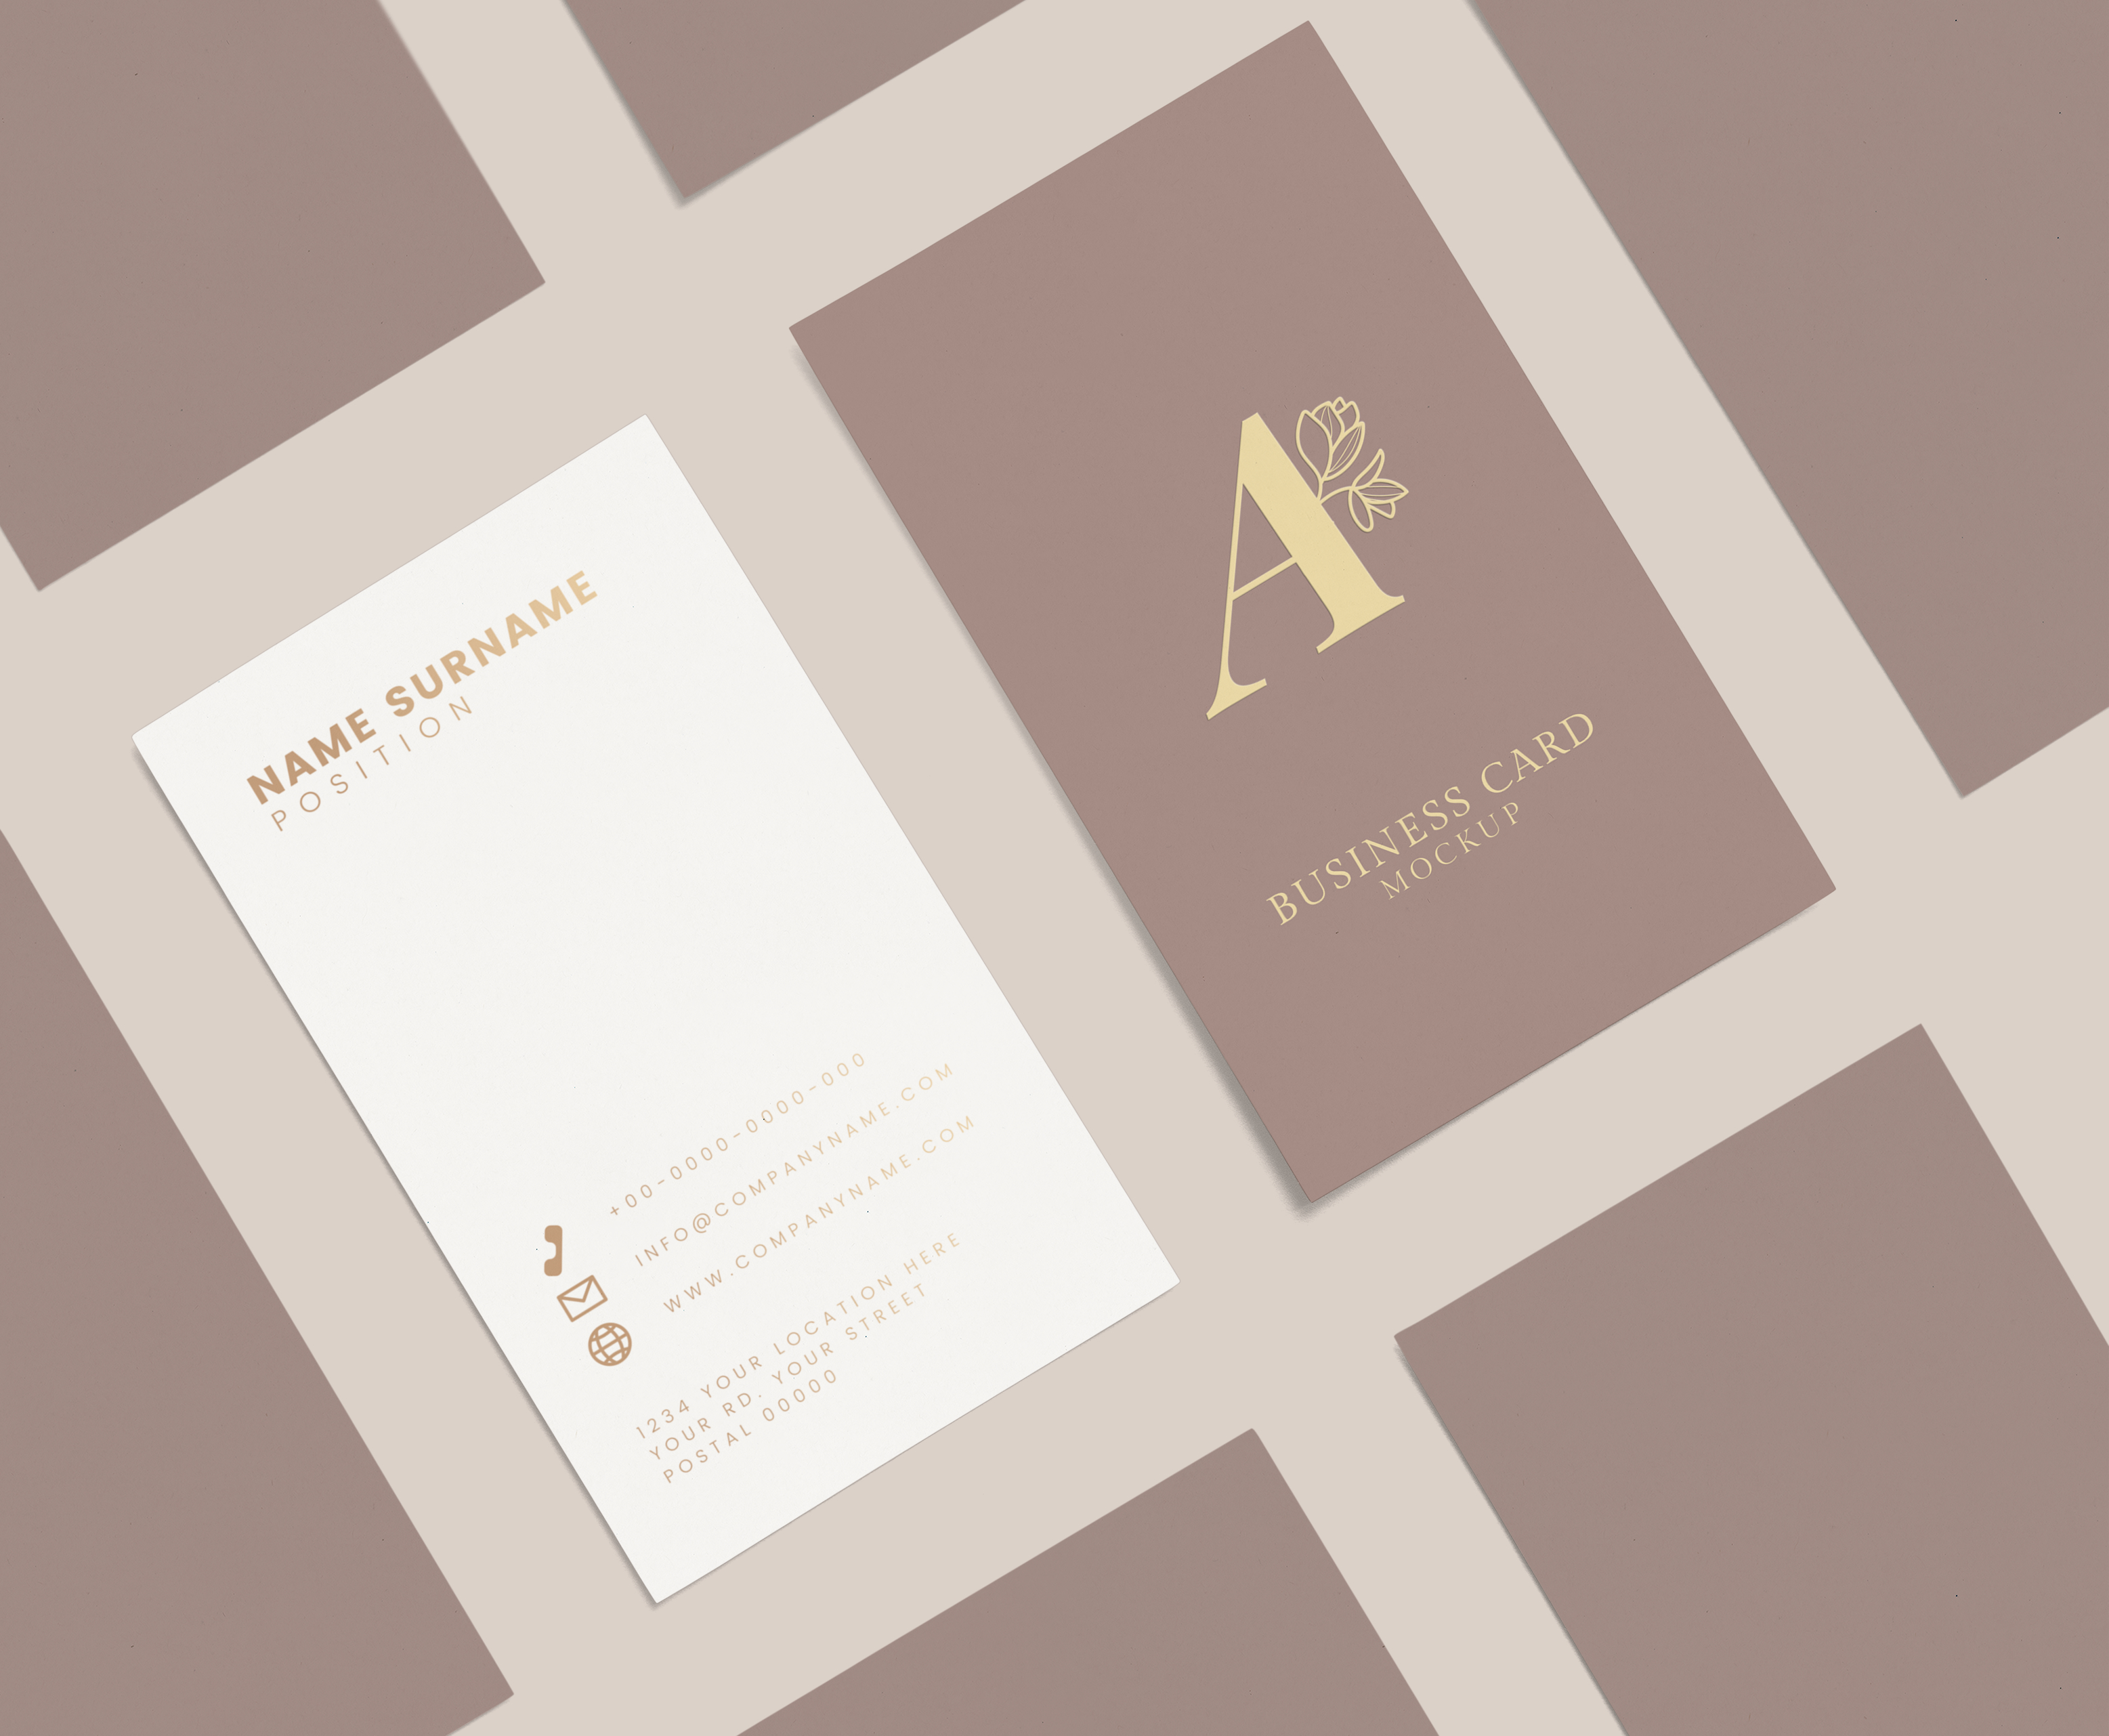 NAME SURNAME
POSITION
+00-0000-0000-000
INFO@COMPANYNAME.COM
WWW.COMPANYNAME.COM
1234 YOUR LOCATION HERE
YOUR RD. YOUR STREET
POSTAL 00000
A
BUSINESS CARD
MOCKUP